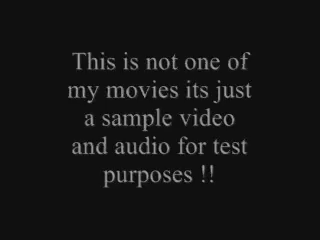 This is not one of
my movies its just
a sample video
and audio for test
purposes !!